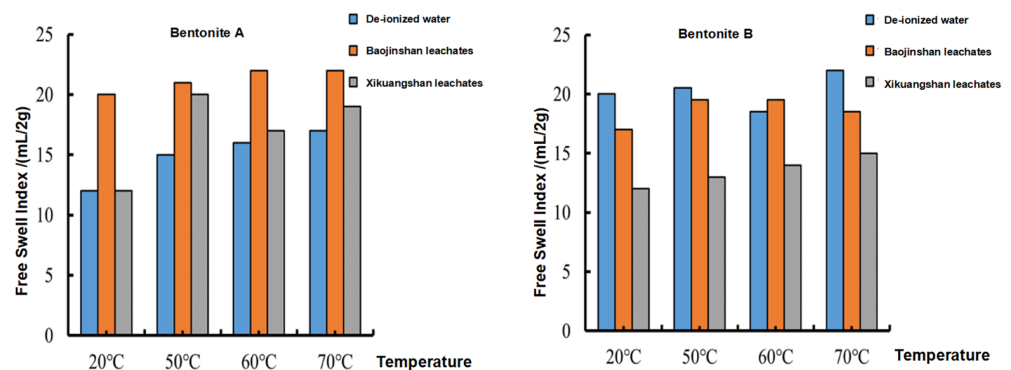 Bentonite A
De-ionized water
Baojinshan leachates
Xikuangshan leachates
Free Swell Index /(mL/2g)
25
20
15
10
5
0
20℃ 50℃ 60℃ 70℃ Temperature
Bentonite B
De-ionized water
Baojinshan leachates
Xikuangshan leachates
Free Swell Index /(mL/2g)
25
20
15
10
5
0
20℃ 50℃ 60℃ 70℃ Temperature